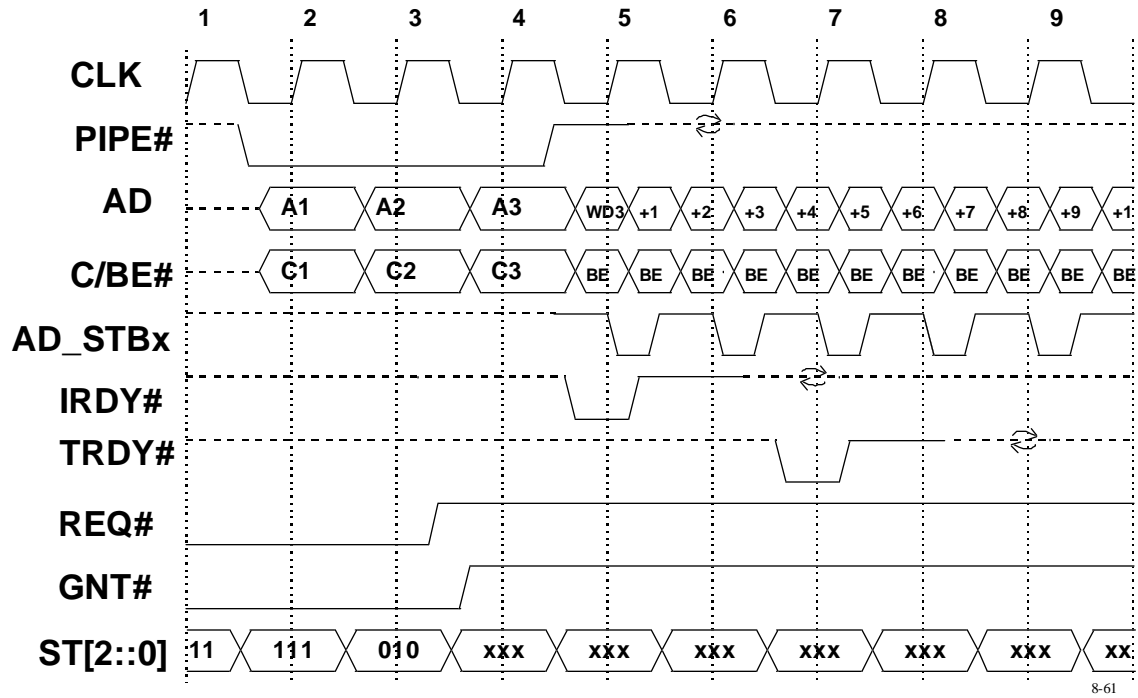 1 2 3 4 5 6 7 8 9
CLK
PIPE#
AD A1 A2 A3 WD3 +1 +2 +3 +4 +5 +6 +7 +8 +9 +1
C/BE# C1 C2 C3 BE BE BE BE BE BE BE BE BE BE BE
AD_STBx
IRDY#
TRDY#
REQ#
GNT#
ST[2::0] 11 111 010 xxx xxx xxx xxx xxx xxx xx
8-61